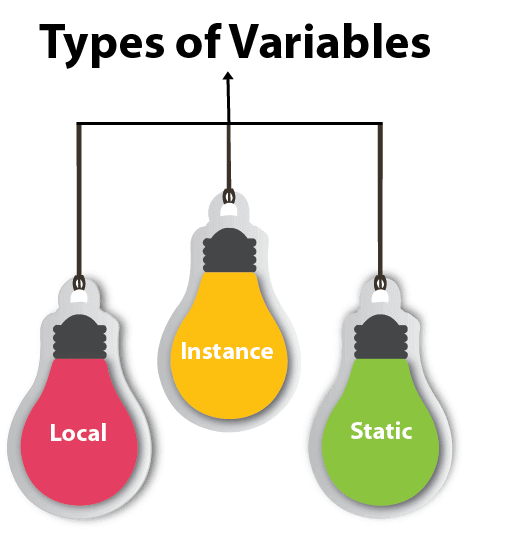 Types of Variables
Instance
Local
Static